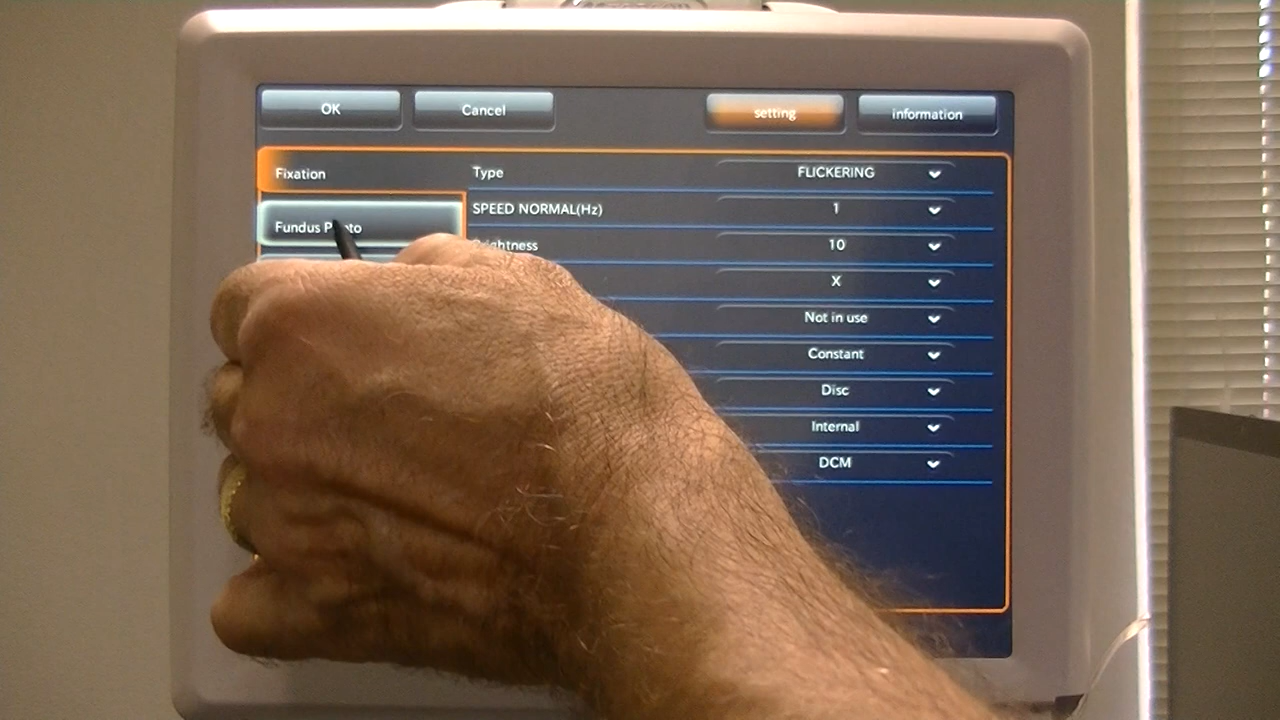 OK Cancel setting information
Fixation
Fundus
Type FLICKERING
SPEED NORMAL(Hz) 1
10
X
Not in use
Constant
Disc
Internal
DCM